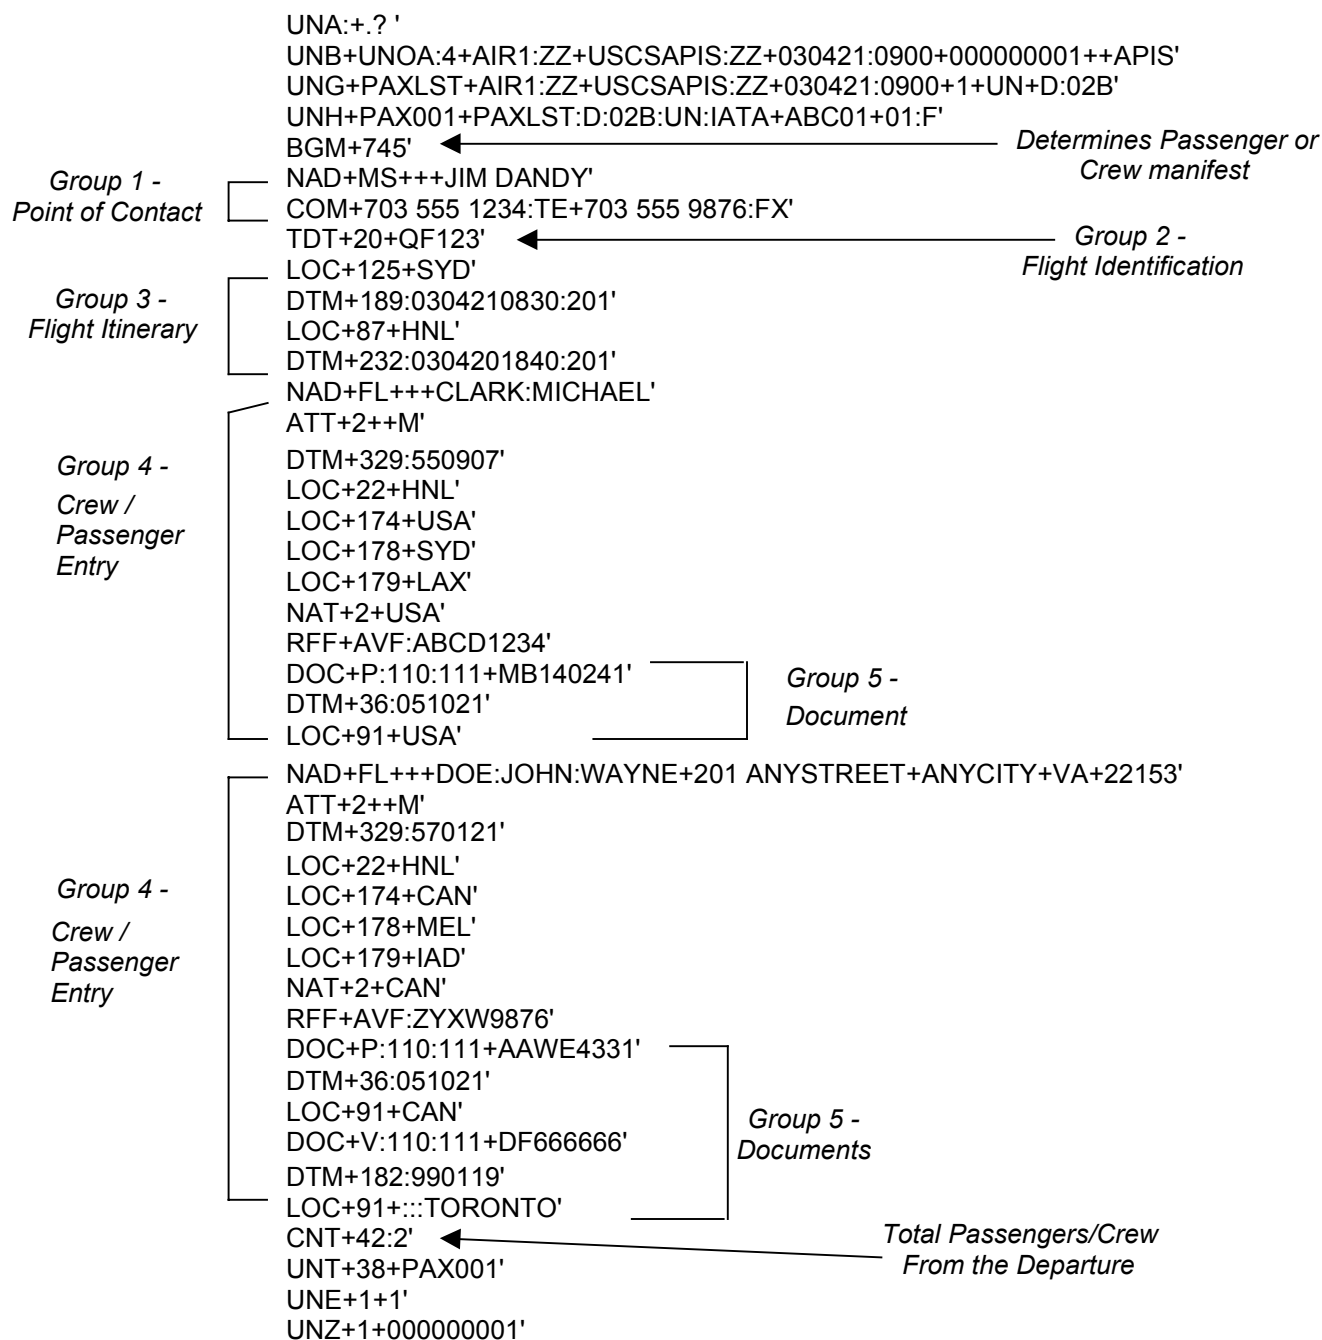 UNA:+.? '
UNB+UNOA:4+AIR1:ZZ+USCSAPIS:ZZ+030421:0900+000000001++APIS'
UNG+PAXLST+AIR1:ZZ+USCSAPIS:ZZ+030421:0900+1+UN+D:02B'
UNH+PAX001+PAXLST:D:02B:UN:IATA+ABC01+01:F'
BGM+745'
Determines Passenger or
Crew manifest
Group 1 -
Point of Contact
NAD+MS+++JIM DANDY'
COM+703 555 1234:TE+703 555 9876:FX'
TDT+20+QF123'
Group 2 -
Flight Identification
Group 3 -
Flight Itinerary
LOC+125+SYD'
DTM+189:0304210830:201'
LOC+87+HNL'
DTM+232:0304201840:201'
Group 4 -
Crew /
Passenger
Entry
NAD+FL+++CLARK:MICHAEL'
ATT+2++M'
DTM+329:550907'
LOC+22+HNL'
LOC+174+USA'
LOC+178+SYD'
LOC+179+LAX'
NAT+2+USA'
RFF+AVF:ABCD1234'
DOC+P:110:111+MB140241'
DTM+36:051021'
LOC+91+USA'
Group 5 -
Document
Group 4 -
Crew /
Passenger
Entry
NAD+FL+++DOE:JOHN:WAYNE+201 ANYSTREET+ANYCITY+VA+22153'
ATT+2++M'
DTM+329:570121'
LOC+22+HNL'
LOC+174+CAN'
LOC+178+MEL'
LOC+179+IAD'
NAT+2+CAN'
RFF+AVF:ZYXW9876'
DOC+P:110:111+AAWE4331'
DTM+36:051021'
LOC+91+CAN'
DOC+V:110:111+DF666666'
DTM+182:990119'
LOC+91+:::TORONTO'
Group 5 -
Documents
CNT+42:2'
Total Passengers/Crew
From the Departure
UNT+38+PAX001'
UNE+1+1'
UNZ+1+000000001'